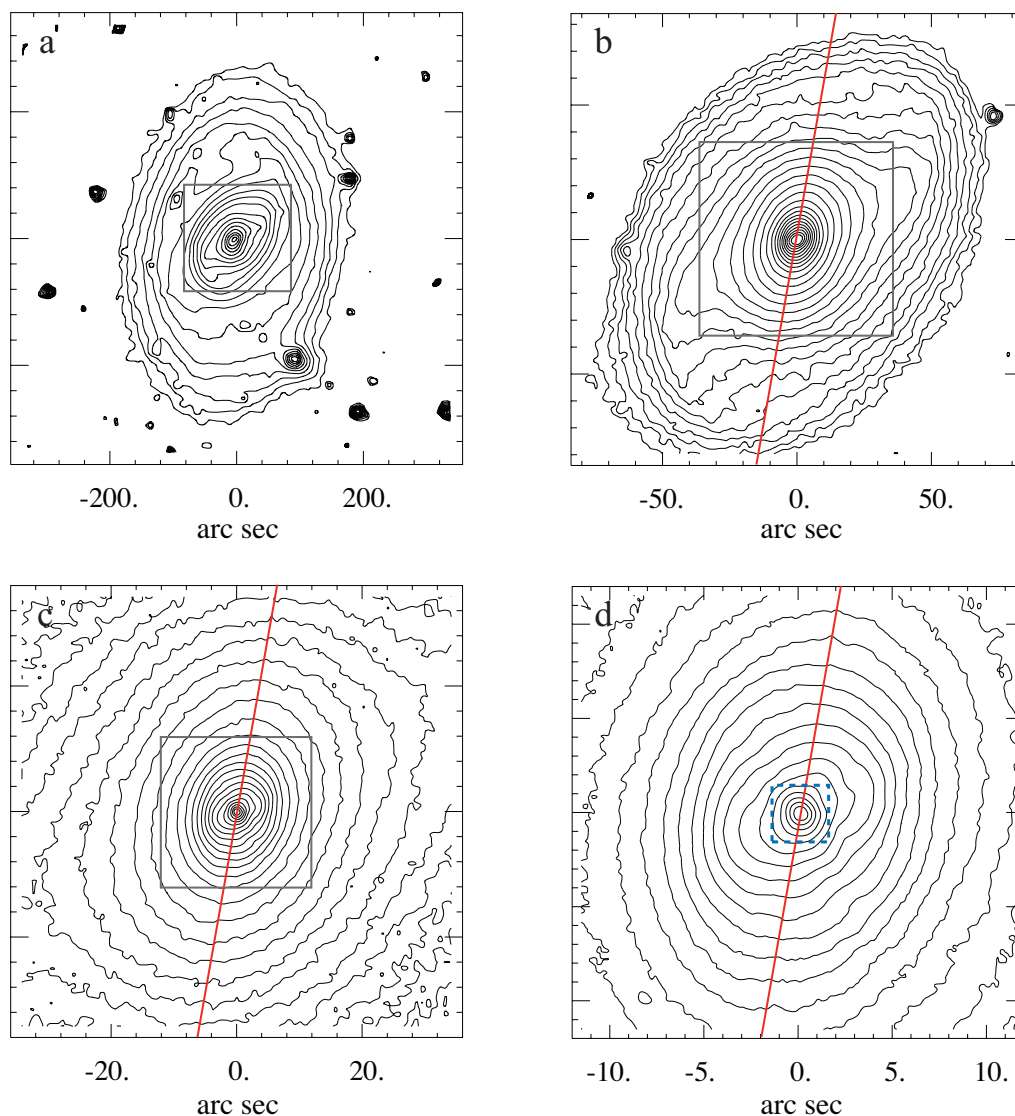 a
b
-200. 0. 200.
arc sec
-50. 0. 50.
arc sec
c
d
-20. 0. 20.
arc sec
-10. -5. 0. 5. 10.
arc sec